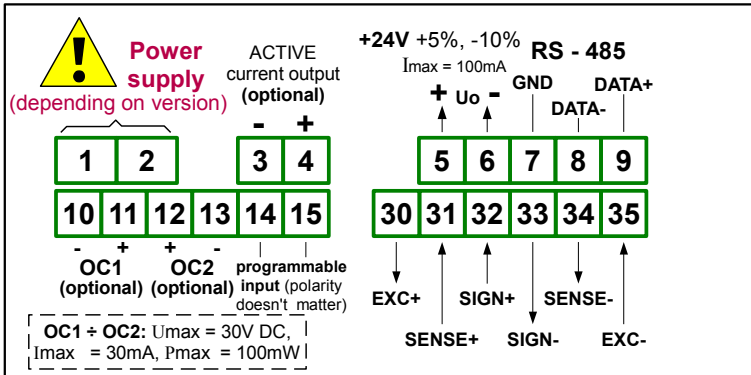 Power
supply
(depending on version)
ACTIVE
current output
(optional)
- +
+24V +5%, -10%
Imax = 100mA
+ Uo -
RS - 485
GND
DATA-
DATA+
1 2 3 4 5 6 7 8 9
10 11 12 13 14 15 30 31 32 33 34 35
- + + -
OC1
(optional)
OC2
(optional)
programmable
input (polarity
doesn't matter)
EXC+
SENSE+
SIGN+
SIGN-
SENSE-
EXC-
OC1 ÷ OC2: Umax = 30V DC,
Imax = 30mA, Pmax = 100mW